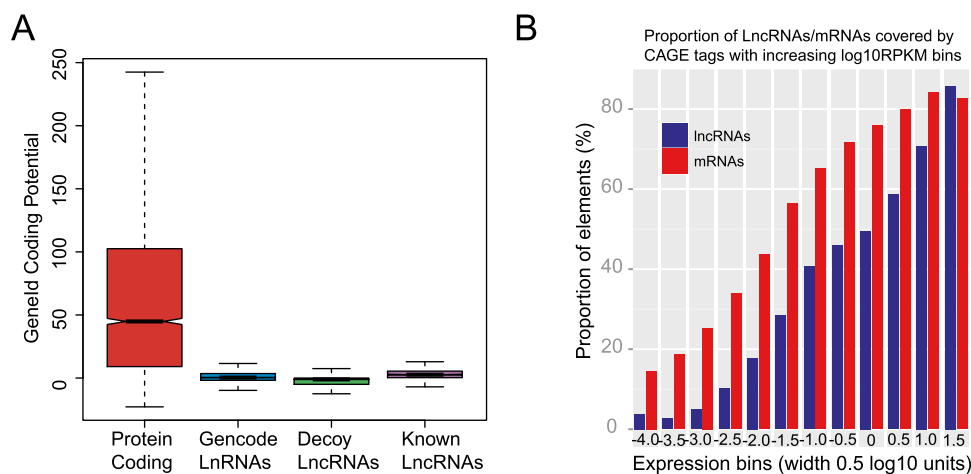 A
GeneId Coding Potential
250
200
150
100
50
0
Protein
Coding
Gencode
LnRNAs
Decoy
LncRNAs
Known
LncRNAs
B
Proportion of LncRNAs/mRNAs covered by
CAGE tags with increasing log10RPKM bins
Proportion of elements (%)
80
60
40
20
0
lncRNAs
mRNAs
-4.0 -3.5 -3.0 -2.5 -2.0 -1.5 -1.0 -0.5 0 0.5 1.0 1.5
Expression bins (width 0.5 log10 units)